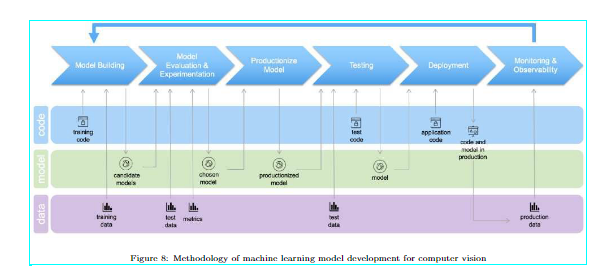 Model Building
Model
Evaluation &
Experimentation
Productionize
Model
Testing
Deployment
Monitoring &
Observability
code
training
code
test
code
application
code
code and
model in
production
model
candidate
models
chosen
model
productionized
model
model
data
training
data
test
data
metrics
test
data
production
data
Figure 8: Methodology of machine learning model development for computer vision